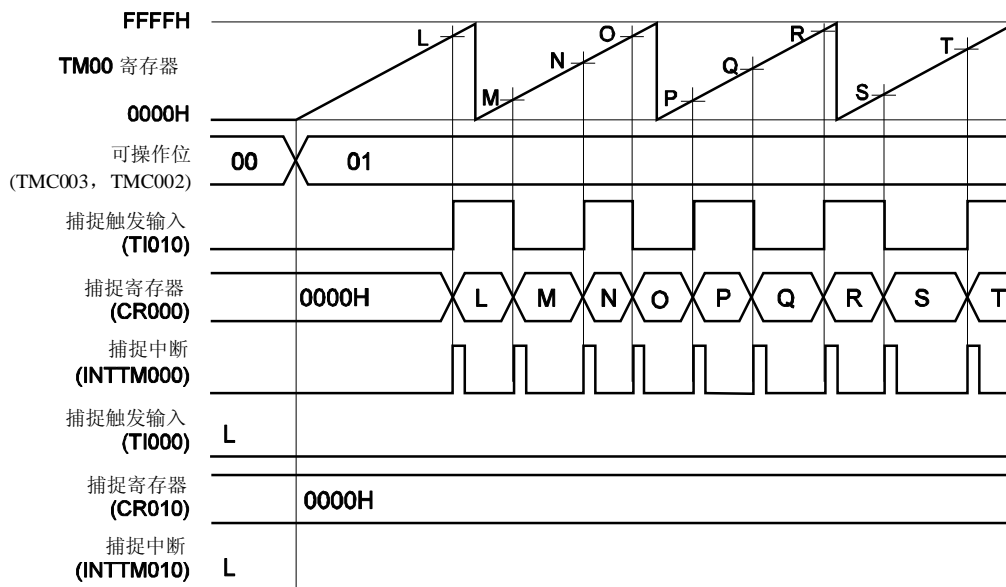 FFFFH
TM00 寄存器
0000H
L M N O P Q R S T
可操作位
(TMC003，TMC002)
00 01
捕捉触发输入
(TI010)
捕捉寄存器
(CR000)
0000H L M N O P Q R S T
捕捉中断
(INTTM000)
捕捉触发输入
(TI000)
L
捕捉寄存器
(CR010)
0000H
捕捉中断
(INTTM010)
L